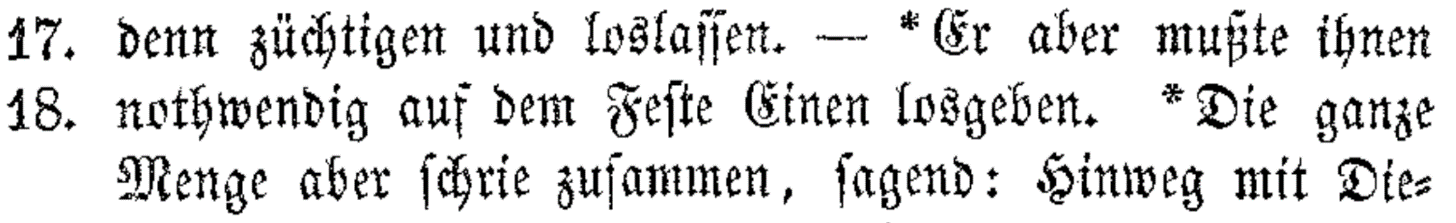 17. denn züchtigen und loslassen. — *Er aber mußte ihnen
18. nothwendig auf dem Feste Einen losgeben. *Die ganze
Menge aber schrie zusammen, sagend: Hinweg mit Die⸗